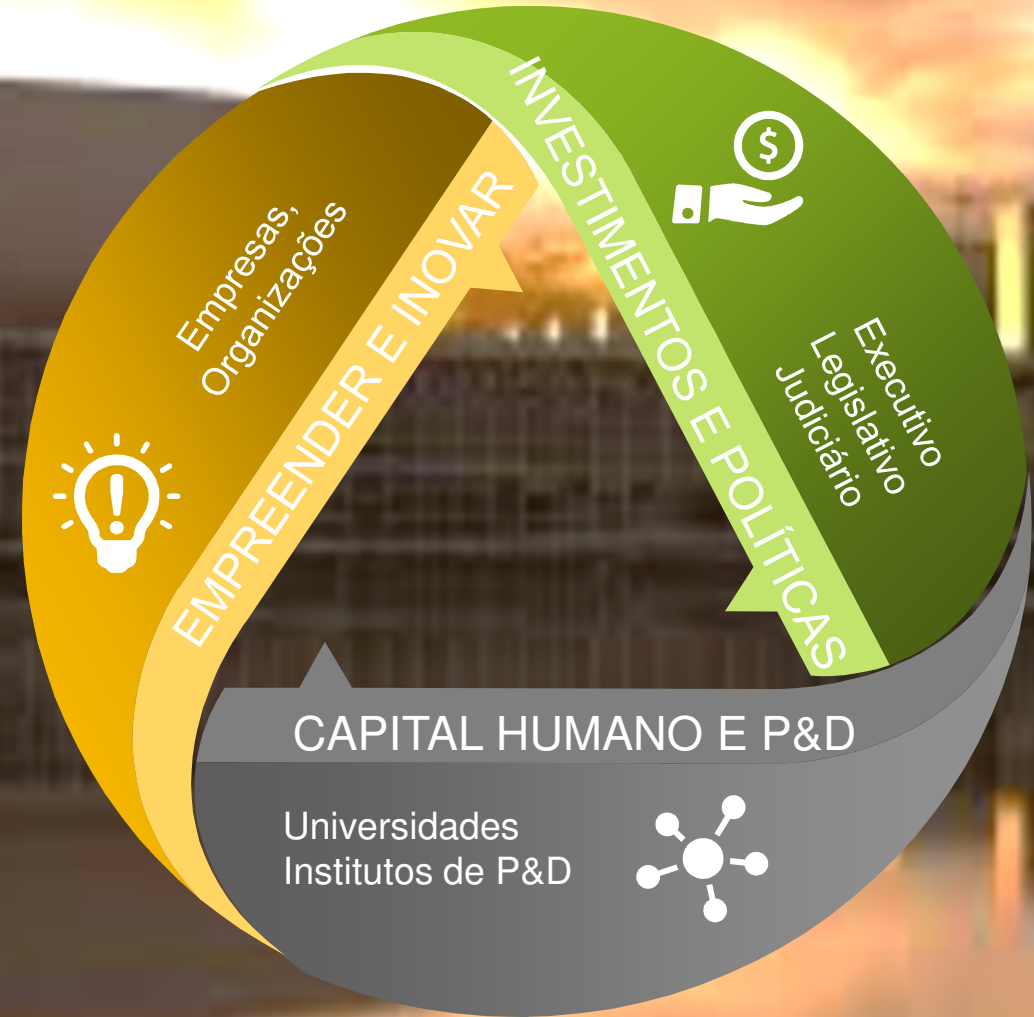 EMPREENDER E INOVAR
Empresas,
Organizações
INVESTIMENTOS E POLÍTICAS
$
Executivo
Legislativo
Judiciário
CAPITAL HUMANO E P&D
Universidades
Institutos de P&D